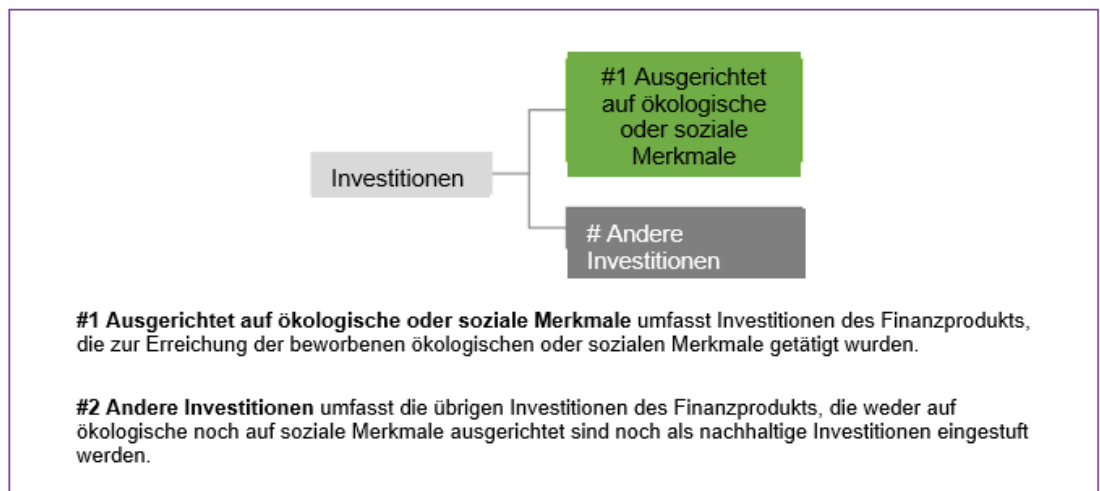 #1 Ausgerichtet
auf ökologische
oder soziale
Merkmale
Investitionen
# Andere
Investitionen
#1 Ausgerichtet auf ökologische oder soziale Merkmale umfasst Investitionen des Finanzprodukts,
die zur Erreichung der beworbenen ökologischen oder sozialen Merkmale getätigt wurden.
#2 Andere Investitionen umfasst die übrigen Investitionen des Finanzprodukts, die weder auf
ökologische noch auf soziale Merkmale ausgerichtet sind noch als nachhaltige Investitionen eingestuft
werden.